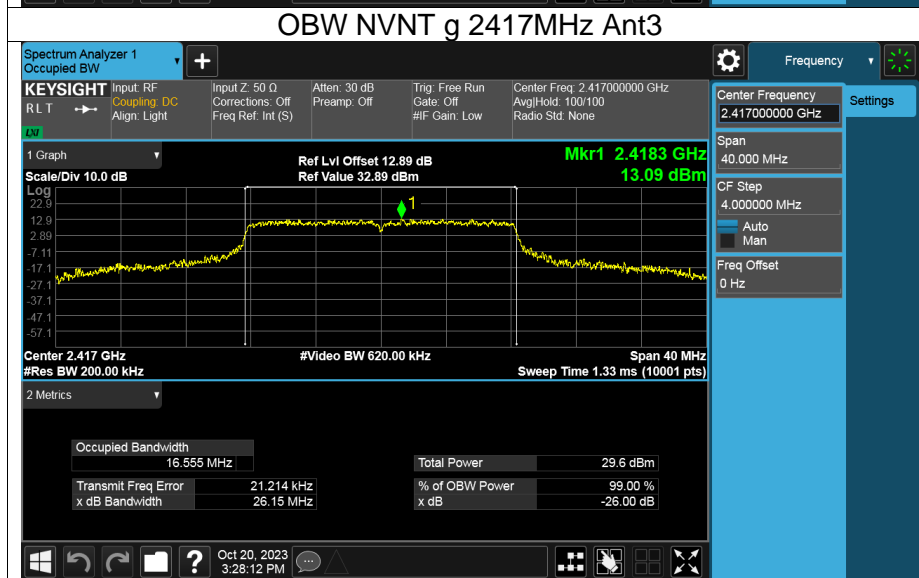 OBW NVNT g 2417MHz Ant3
Spectrum Analyzer 1
Occupied BW
+
Frequency
KEYSIGHT
RLT
LXI
Input: RF
Coupling: DC
Align: Light
Input Z: 50 Ω
Corrections: Off
Freq Ref: Int (S)
Atten: 30 dB
Preamp: Off
Trig: Free Run
Gate: Off
#IF Gain: Low
Center Freq: 2.417000000 GHz
Avg|Hold: 100/100
Radio Std: None
Center Frequency
2.417000000 GHz
Settings
Span
40.000 MHz
CF Step
4.000000 MHz
Auto
Man
Freq Offset
0 Hz
1 Graph
Scale/Div 10.0 dB
Ref Lvl Offset 12.89 dB
Ref Value 32.89 dBm
Mkr1 2.4183 GHz
13.09 dBm
Log
22.9
12.9
2.89
-7.11
-17.1
-27.1
-37.1
-47.1
-57.1
1
Center 2.417 GHz
#Res BW 200.00 kHz
#Video BW 620.00 kHz
Span 40 MHz
Sweep Time 1.33 ms (10001 pts)
2 Metrics
Occupied Bandwidth
16.555 MHz
Transmit Freq Error 21.214 kHz
x dB Bandwidth 26.15 MHz
Total Power 29.6 dBm
% of OBW Power 99.00 %
x dB -26.00 dB
?
Oct 20, 2023
3:28:12 PM